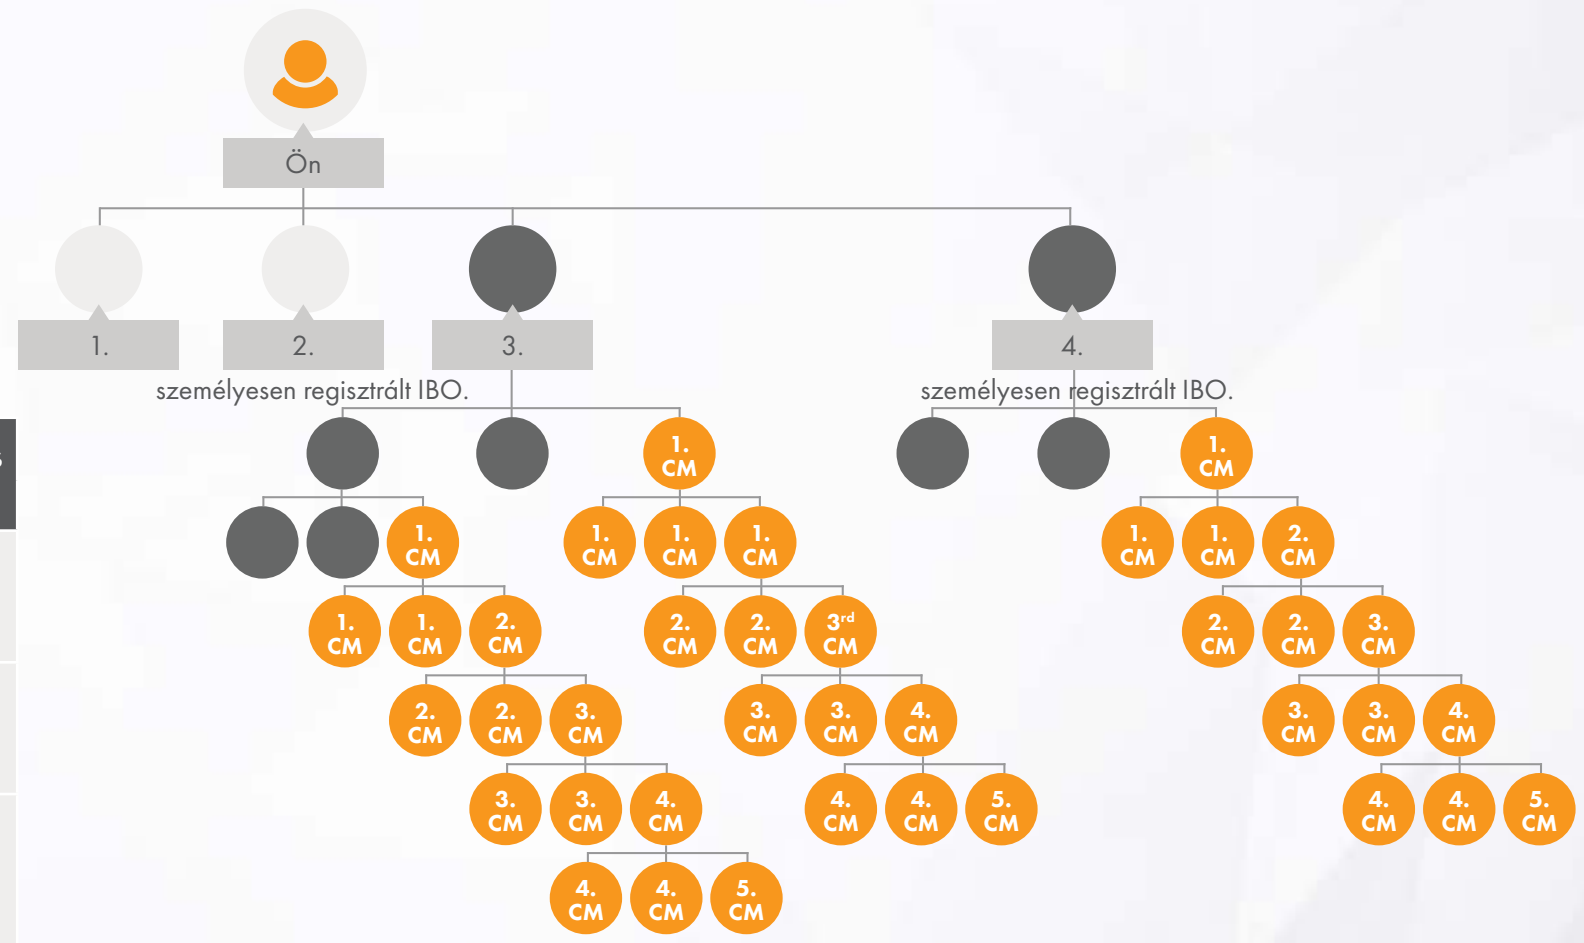 Ön
1.
2.
3.
4.
személyesen regisztrált IBO.
személyesen regisztrált IBO.
1.
CM
1.
CM
1.
CM
1.
CM
1.
CM
1.
CM
1.
CM
1.
CM
2.
CM
1.
CM
1.
CM
2.
CM
2.
CM
2.
CM
3rd
CM
2.
CM
2.
CM
3.
CM
2.
CM
2.
CM
3.
CM
3.
CM
3.
CM
4.
CM
3.
CM
3.
CM
4.
CM
3.
CM
3.
CM
4.
CM
4.
CM
4.
CM
5.
CM
4.
CM
4.
CM
5.
CM
4.
CM
4.
CM
5.
CM